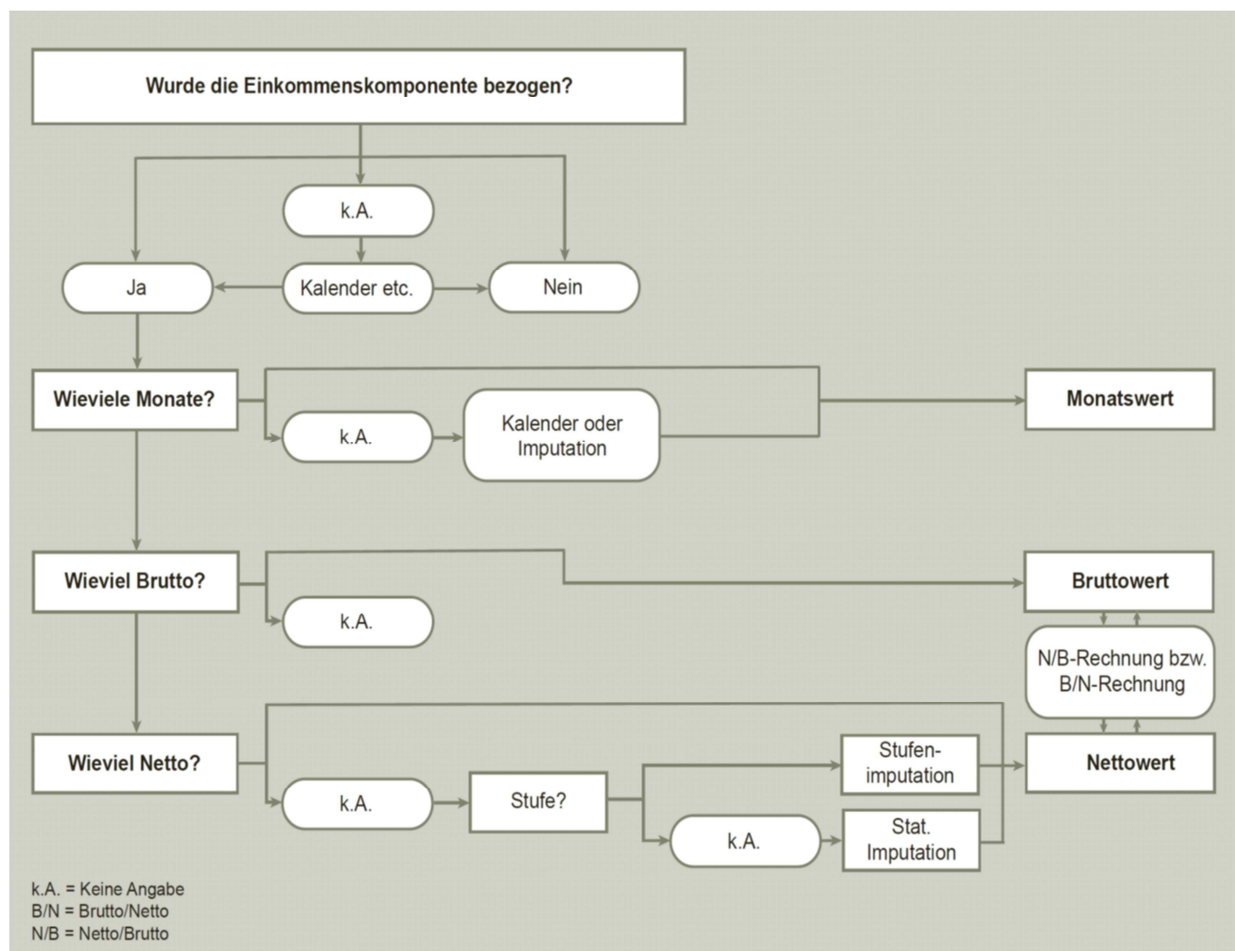 Wurde die Einkommenskomponente bezogen?
k.A.
Ja
Kalender etc.
Nein
Wieviele Monate?
k.A.
Kalender oder
Imputation
Monatswert
Wieviel Brutto?
k.A.
Bruttowert
N/B-Rechnung bzw.
B/N-Rechnung
Wieviel Netto?
k.A.
Stufe?
Stufen-
imputation
k.A.
Stat.
Imputation
Nettowert
k.A. = Keine Angabe
B/N = Brutto/Netto
N/B = Netto/Brutto